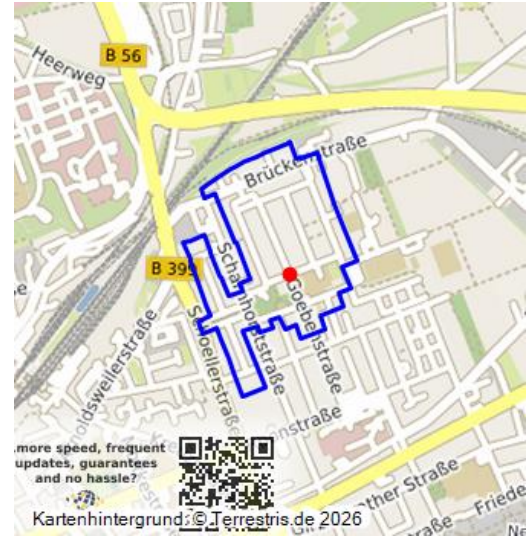 B 56
Heerweg
Brückenstraße
B 399
Scharnhorststraße
Goebenstraße
Schoellerstraße
more speed, frequent
updates, guarantees
and no hassle?
Kartenhintergrund: © Terrestris.de 2026